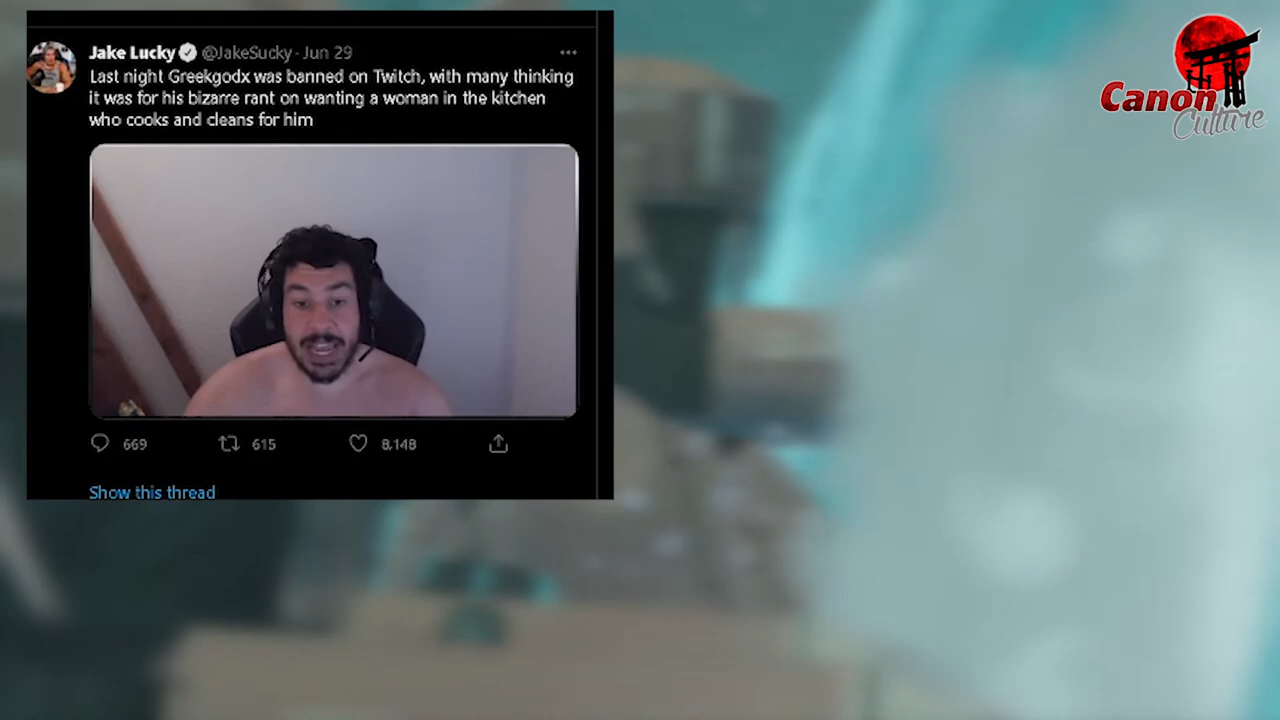 Jake Lucky @JakeSucky · Jun 29
Last night Greekgodx was banned on Twitch, with many thinking
it was for his bizarre rant on wanting a woman in the kitchen
who cooks and cleans for him
669 615 8,148
Show this thread
Canon
Culture